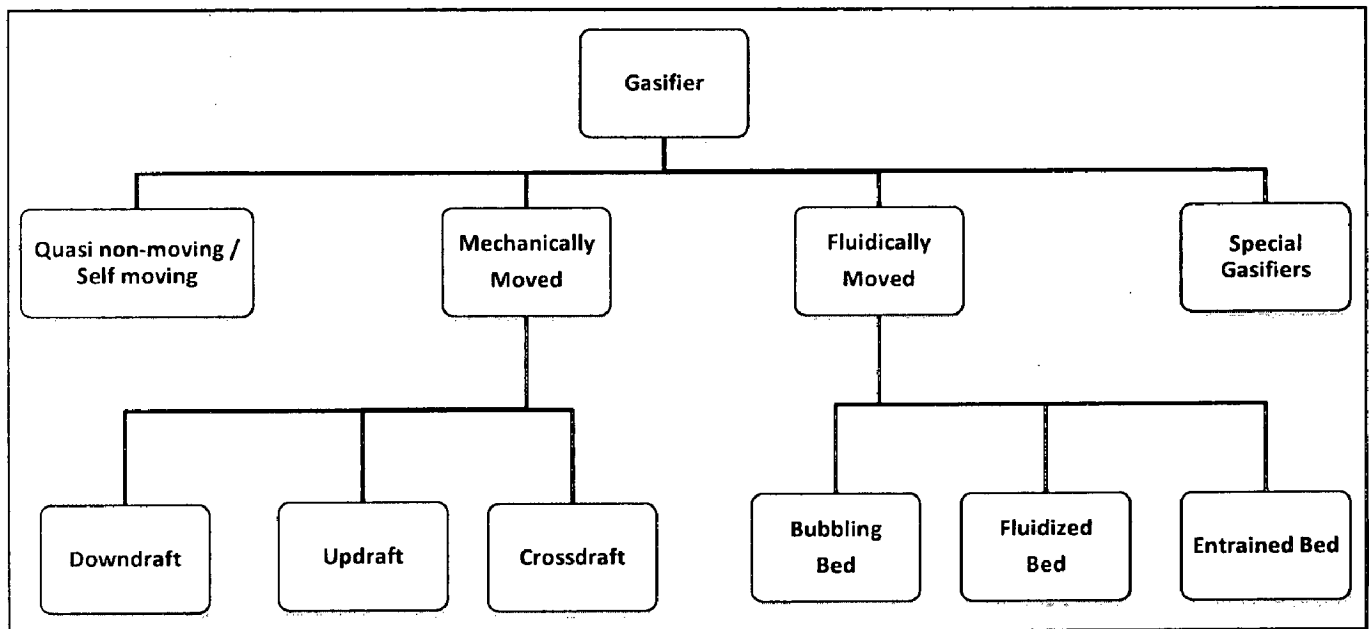 Gasifier
Quasi non-moving /
Self moving
Mechanically
Moved
Fluidically
Moved
Special
Gasifiers
Downdraft
Updraft
Crossdraft
Bubbling
Bed
Fluidized
Bed
Entrained Bed